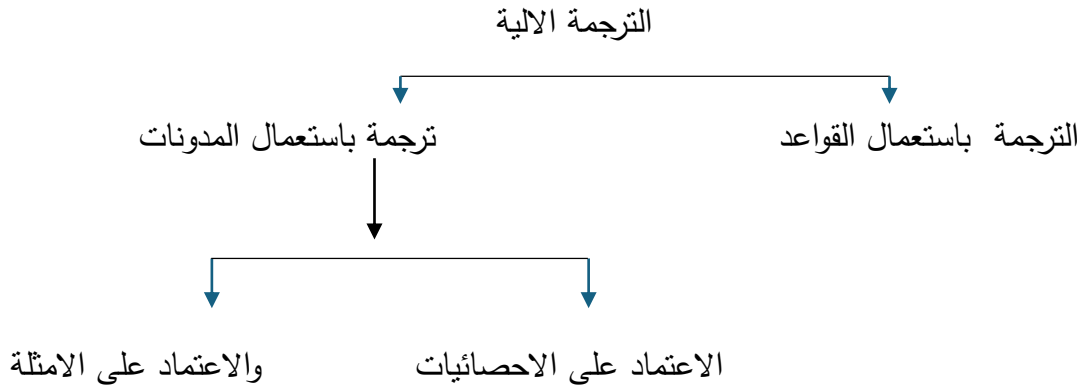 الترجمة الالية
الترجمة باستعمال القواعد ترجمة باستعمال المدونات
الاعتماد على الاحصائيات والاعتماد على الامثلة